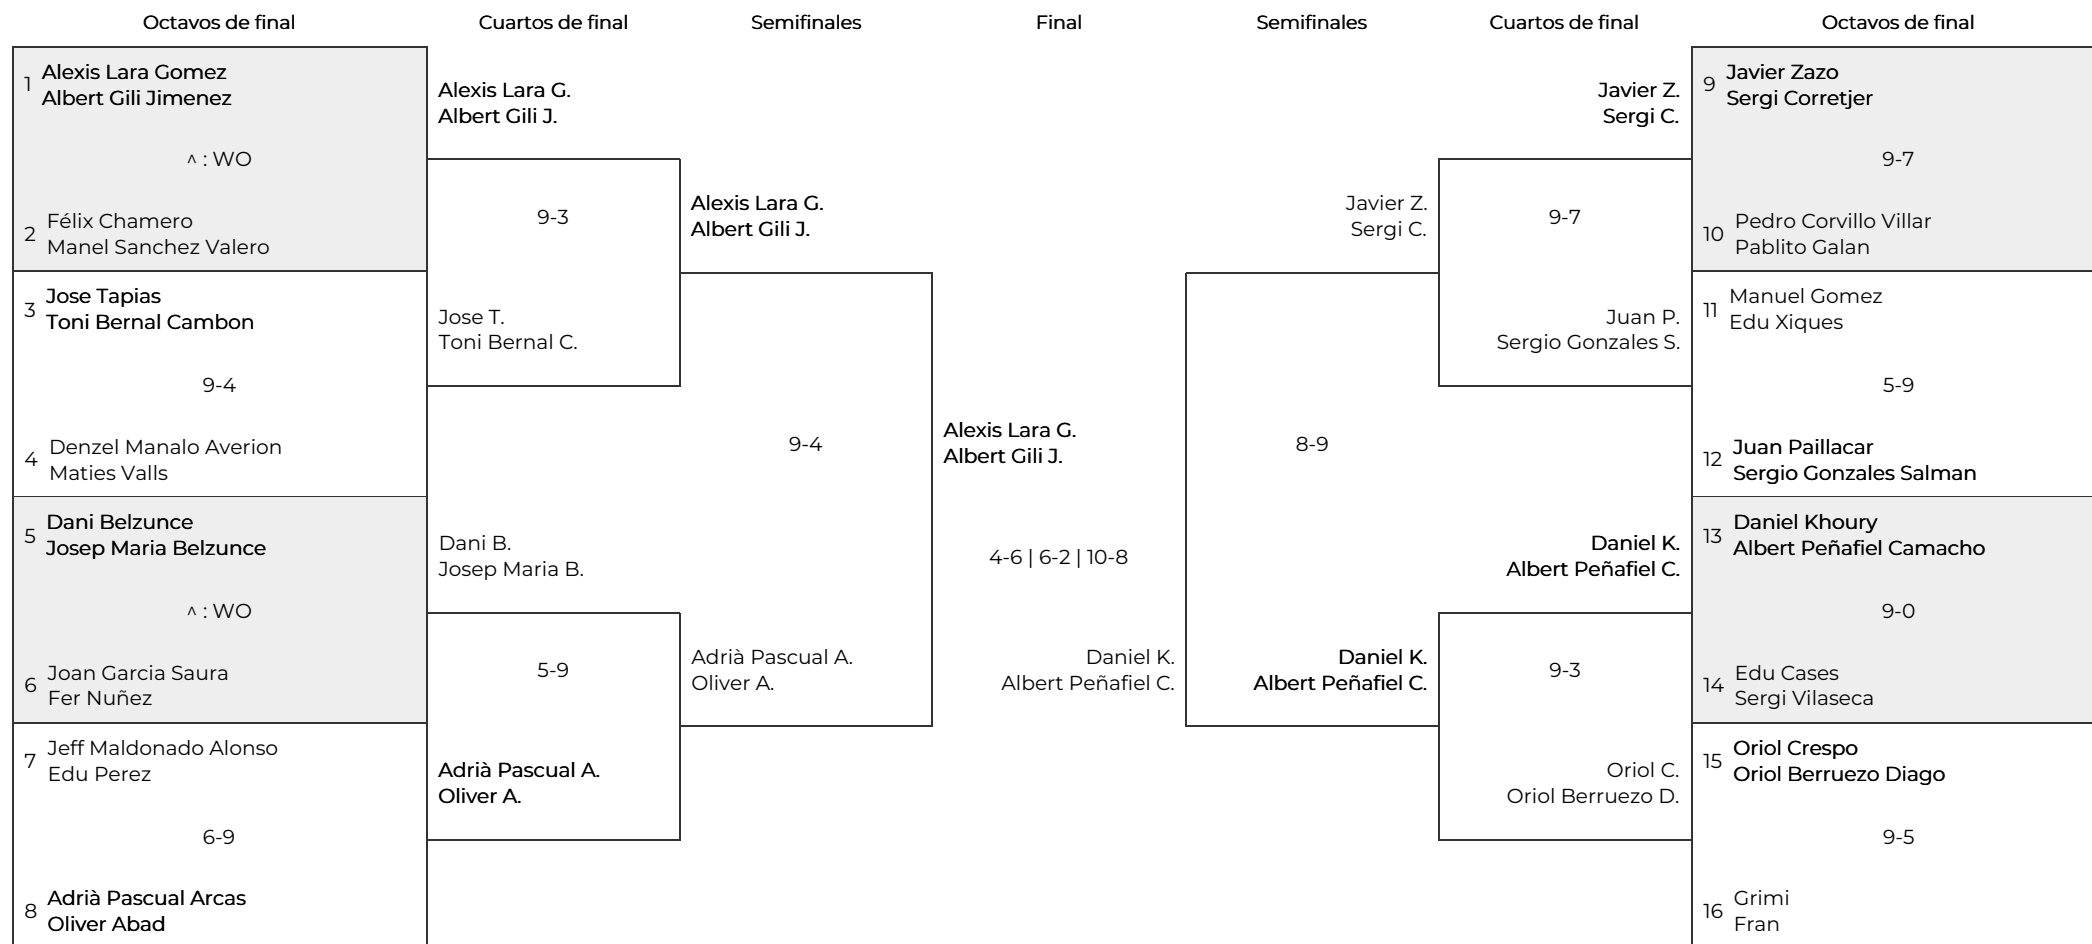 Octavos de final
Cuartos de final
Semifinales
Final
Semifinales
Cuartos de final
Octavos de final
1
Alexis Lara Gomez
Albert Gili Jimenez
^ : WO
2
Félix Chamero
Manel Sanchez Valero
3
Jose Tapias
Toni Bernal Cambon
9-4
4
Denzel Manalo Averion
Maties Valls
5
Dani Belzunce
Josep Maria Belzunce
^ : WO
6
Joan Garcia Saura
Fer Nuñez
7
Jeff Maldonado Alonso
Edu Perez
6-9
8
Adrià Pascual Arcas
Oliver Abad
Alexis Lara G.
Albert Gili J.
9-3
Jose T.
Toni Bernal C.
Dani B.
Josep Maria B.
5-9
Adrià Pascual A.
Oliver A.
Alexis Lara G.
Albert Gili J.
9-4
Adrià Pascual A.
Oliver A.
Alexis Lara G.
Albert Gili J.
4-6 | 6-2 | 10-8
Daniel K.
Albert Peñafiel C.
Javier Z.
Sergi C.
8-9
Daniel K.
Albert Peñafiel C.
Javier Z.
Sergi C.
9-7
Juan P.
Sergio Gonzales S.
Daniel K.
Albert Peñafiel C.
9-3
Oriol C.
Oriol Berruezo D.
9
Javier Zazo
Sergi Corretjer
9-7
10
Pedro Corvillo Villar
Pablito Galan
11
Manuel Gomez
Edu Xiques
5-9
12
Juan Paillacar
Sergio Gonzales Salman
13
Daniel Khoury
Albert Peñafiel Camacho
9-0
14
Edu Cases
Sergi Vilaseca
15
Oriol Crespo
Oriol Berruezo Diago
9-5
16
Grimi
Fran